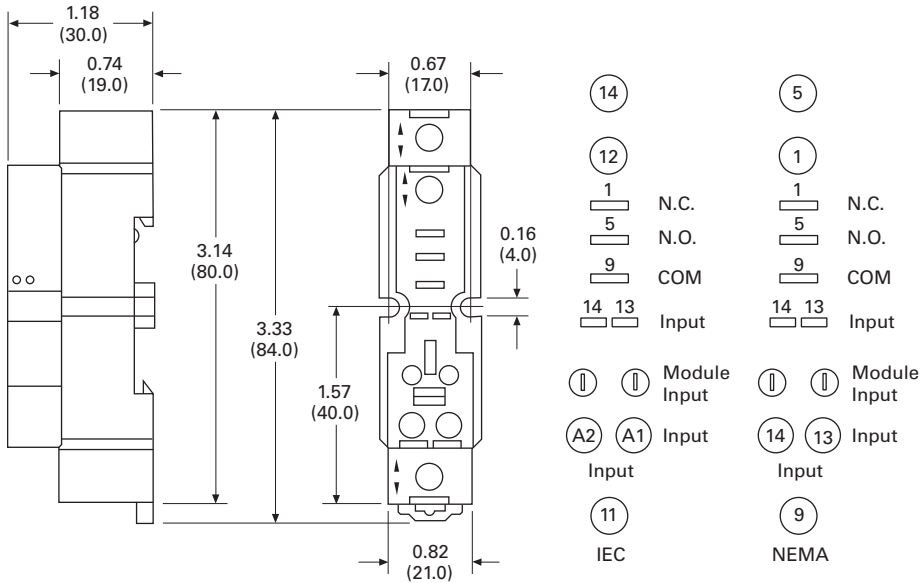 1.18
(30.0)
0.74
(19.0)
3.14
(80.0)
3.33
(84.0)
1.57
(40.0)
0.67
(17.0)
0.16
(4.0)
0.82
(21.0)
14
12
1
N.C.
5
N.O.
9
COM
14 13
Input
Module
Input
A2 A1 Input
Input
11
IEC
5
1
1
N.C.
5
N.O.
9
COM
14 13
Input
Module
Input
14 13 Input
Input
9
NEMA